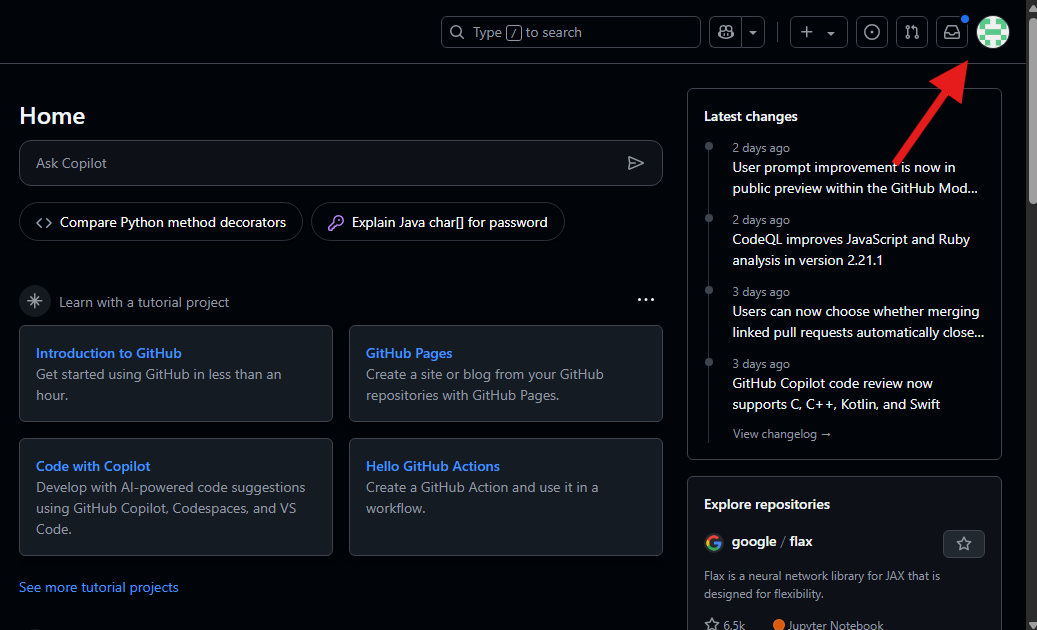 Type / to search
Home
Ask Copilot
Compare Python method decorators
Explain Java char[] for password
Learn with a tutorial project
Introduction to GitHub
Get started using GitHub in less than an
hour.
GitHub Pages
Create a site or blog from your GitHub
repositories with GitHub Pages.
Code with Copilot
Develop with AI-powered code suggestions
using GitHub Copilot, Codespaces, and VS
Code.
Hello GitHub Actions
Create a GitHub Action and use it in a
workflow.
See more tutorial projects
Latest changes
2 days ago
User prompt improvement is now in
public preview within the GitHub Mod...
2 days ago
CodeQL improves JavaScript and Ruby
analysis in version 2.21.1
3 days ago
Users can now choose whether merging
linked pull requests automatically close...
3 days ago
GitHub Copilot code review now
supports C, C++, Kotlin, and Swift
View changelog →
Explore repositories
google / flax
Flax is a neural network library for JAX that is
designed for flexibility.
6.5k
Jupyter Notebook